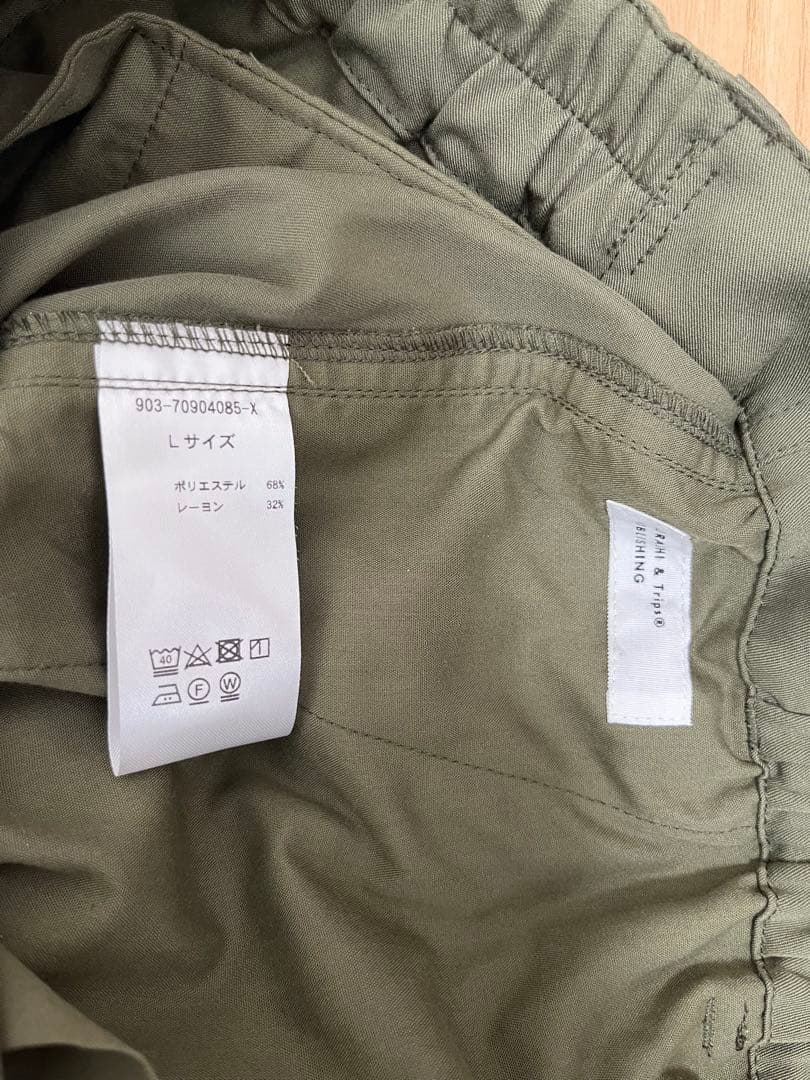 903-70904085-X
Lサイズ
ポリエステル 68%
レーヨン 32%
40
F W
& Trips®